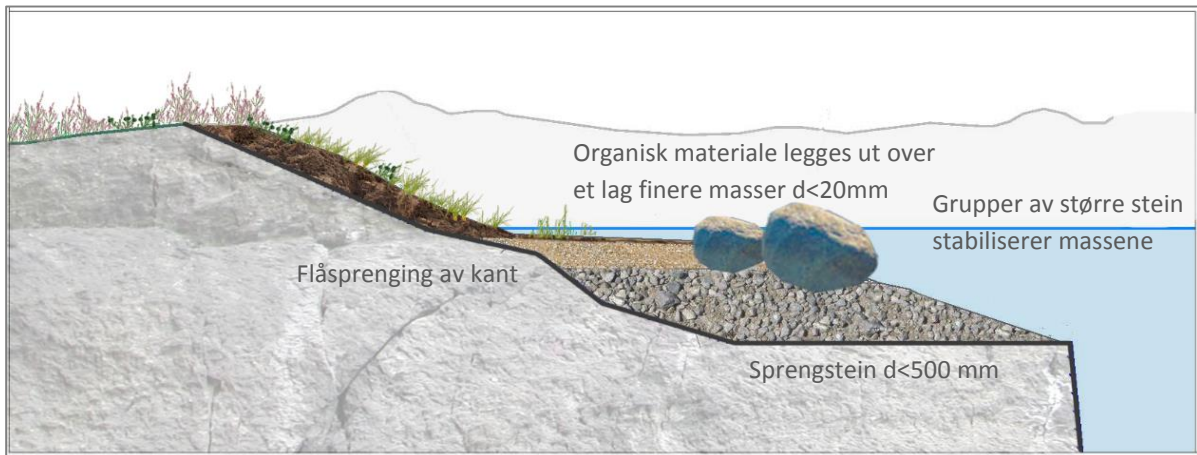 Organisk materiale legges ut over
et lag finere masser d<20mm
Grupper av større stein
stabiliserer massene
Flåsprenging av kant
Sprengstein d<500 mm